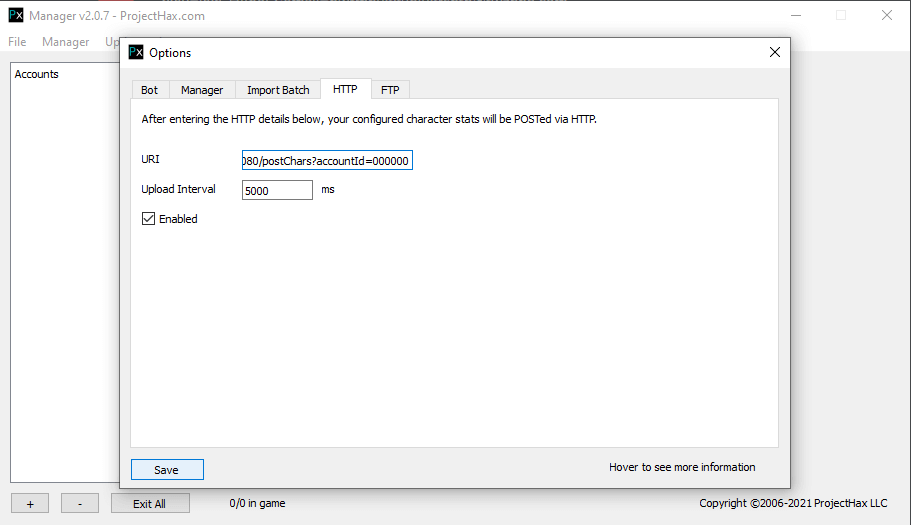 Px Manager v2.0.7 - ProjectHax.com
File Manager Up
Px Options
Accounts
Bot Manager Import Batch HTTP FTP
After entering the HTTP details below, your configured character stats will be POSTed via HTTP.
URI 080/postChars?accountId=000000
Upload Interval 5000 ms
Enabled
Save Hover to see more information
+ - Exit All 0/0 in game Copyright ©2006-2021 ProjectHax LLC